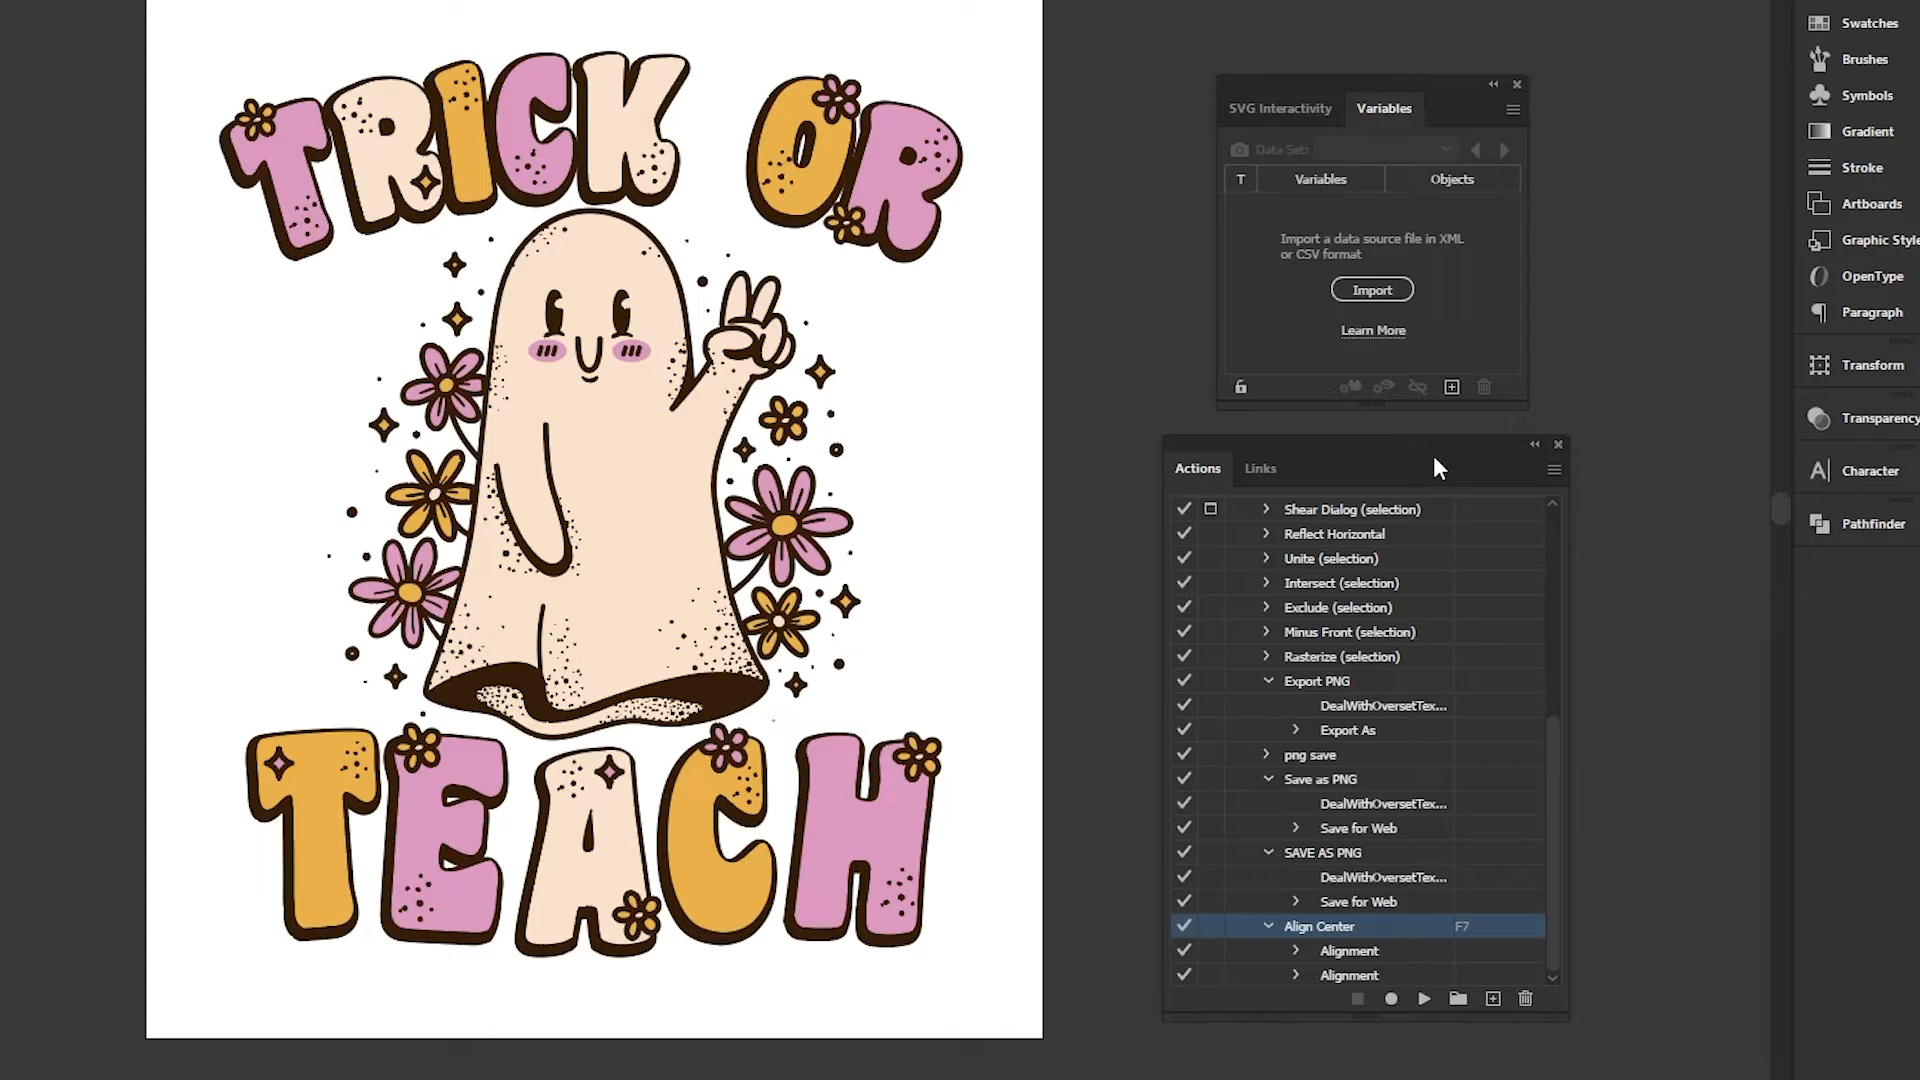 TRICK OR
TEACH
SVG Interactivity
Variables
Data Set:
T
Variables
Objects
Import a data source file in XML
or CSV format
Import
Learn More
Actions
Links
Shear Dialog (selection)
Reflect Horizontal
Unite (selection)
Intersect (selection)
Exclude (selection)
Minus Front (selection)
Rasterize (selection)
Export PNG
DealWithOversetTex...
Export As
png save
Save as PNG
DealWithOversetTex...
Save for Web
SAVE AS PNG
DealWithOversetTex...
Save for Web
Align Center F7
Alignment
Alignment
Swatches
Brushes
Symbols
Gradient
Stroke
Artboards
Graphic Style
OpenType
Paragraph
Transform
Transparency
Character
Pathfinder